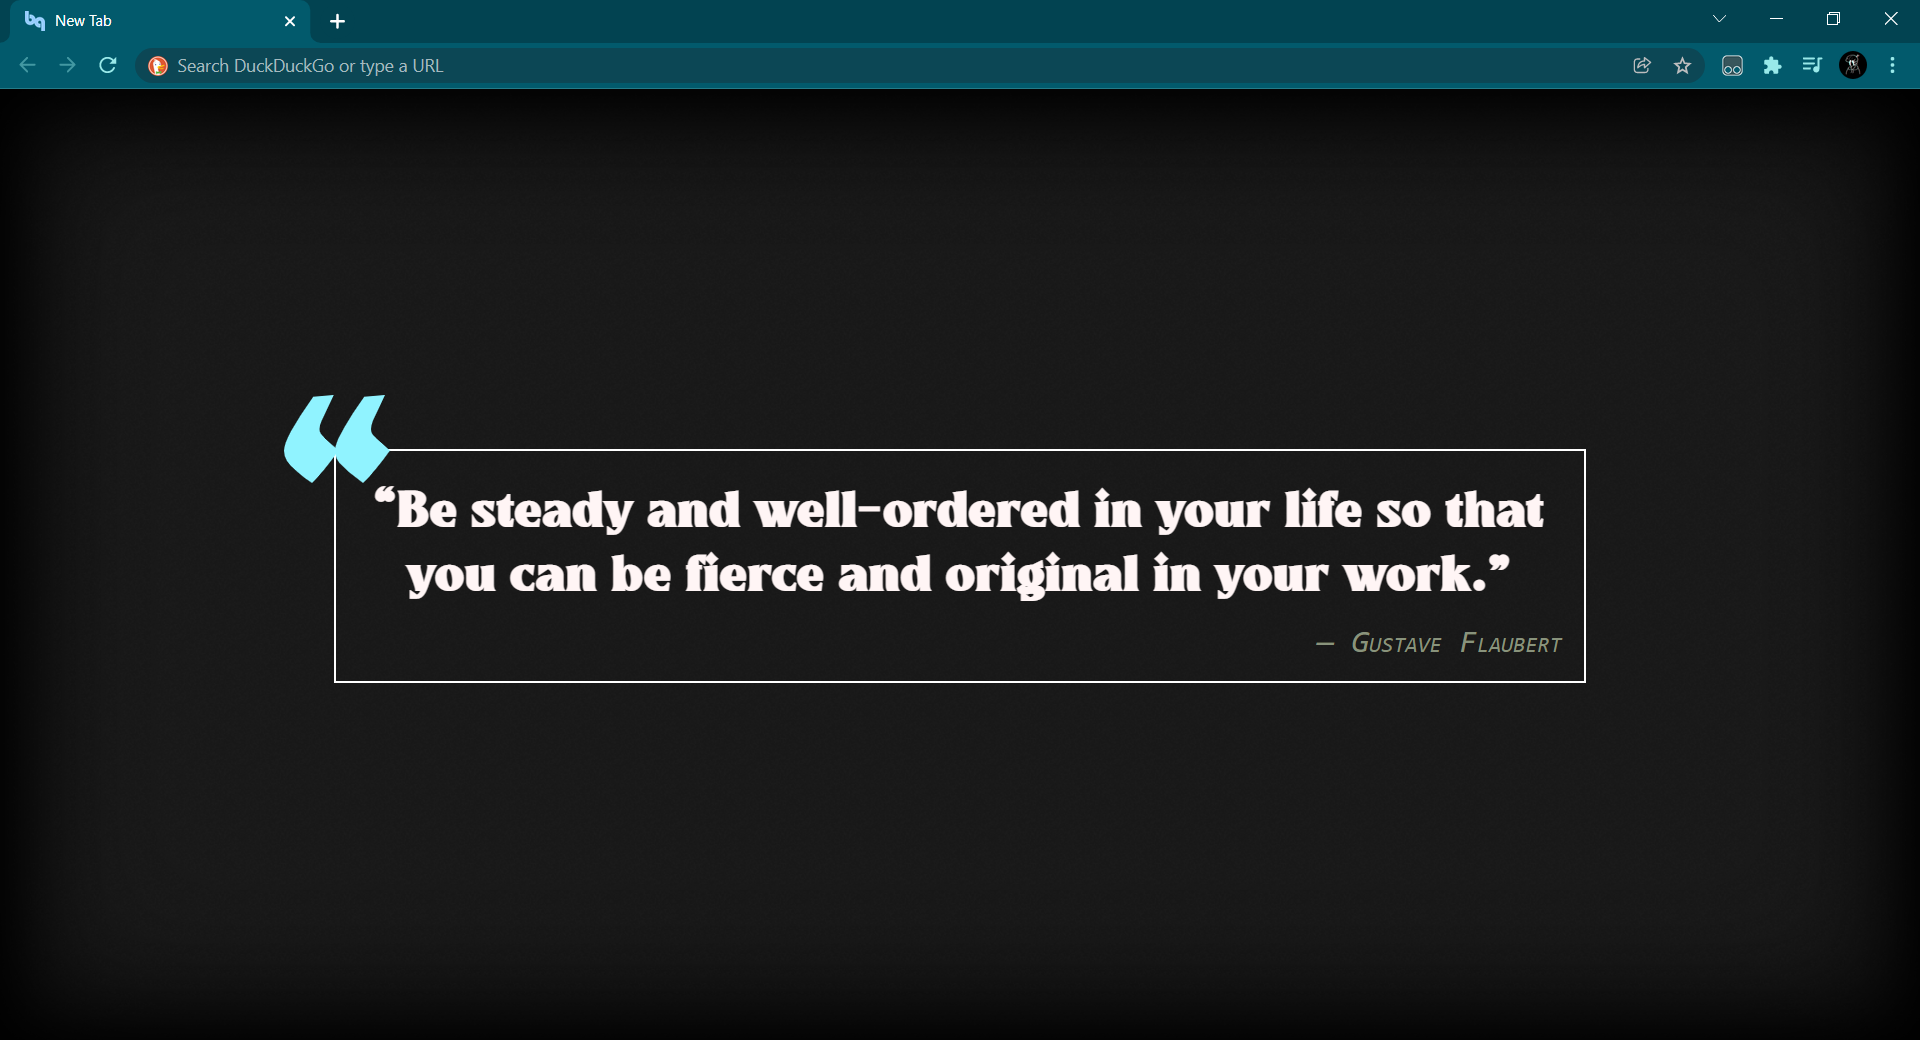 bq New Tab
Search DuckDuckGo or type a URL
“
“Be steady and well-ordered in your life so that
you can be fierce and original in your work.”
— Gustave Flaubert